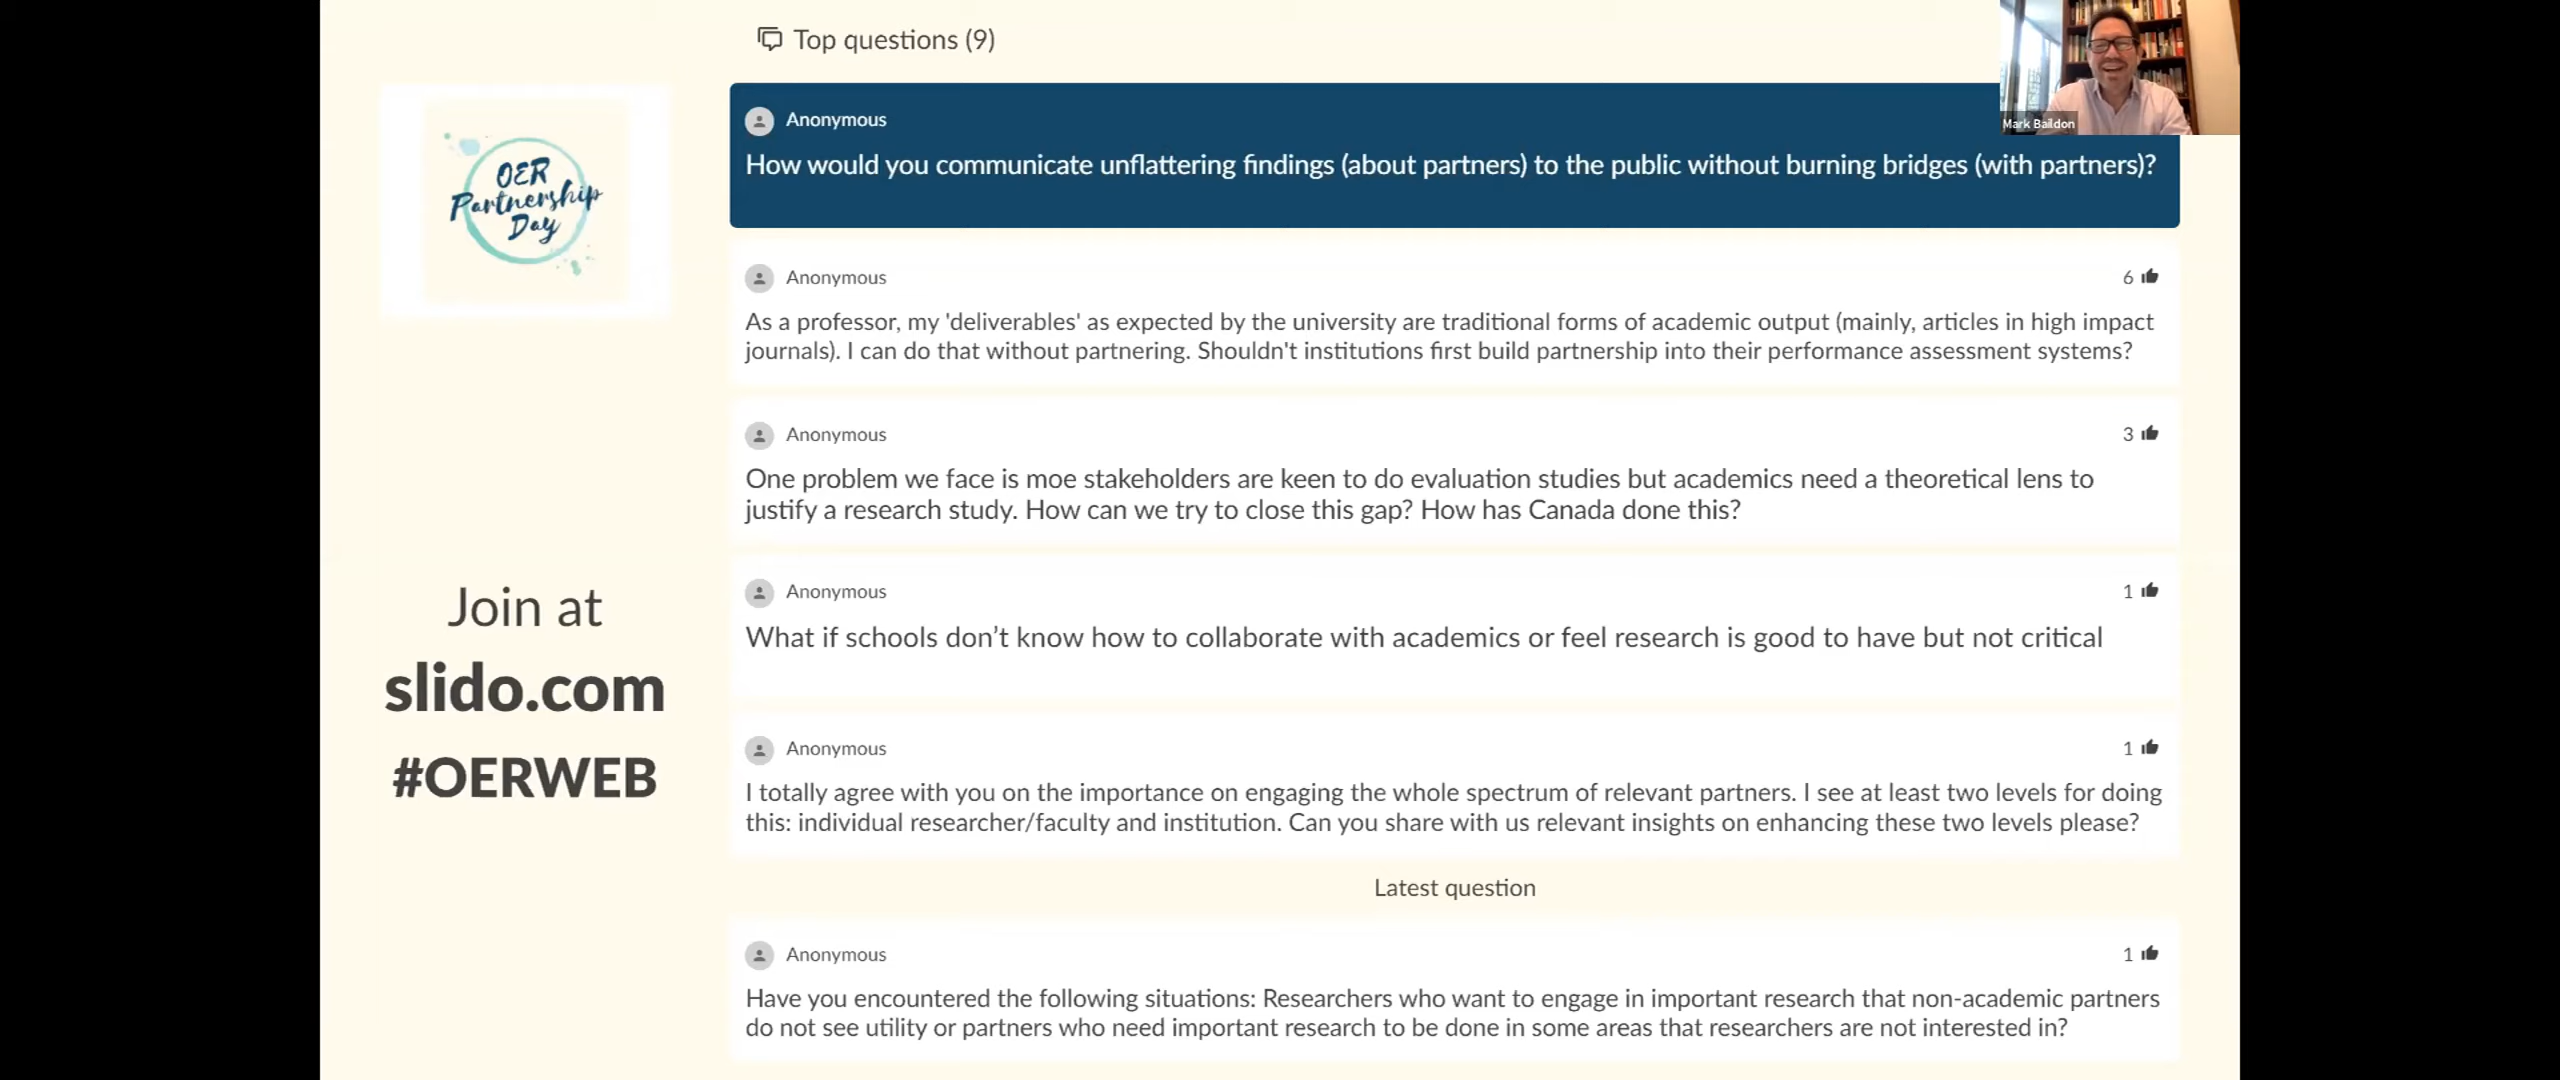 Top questions (9)
Mark Baildon
Anonymous
How would you communicate unflattering findings (about partners) to the public without burning bridges (with partners)?
OER
Partnership
Day
Anonymous
6
As a professor, my 'deliverables' as expected by the university are traditional forms of academic output (mainly, articles in high impact
journals). I can do that without partnering. Shouldn't institutions first build partnership into their performance assessment systems?
Anonymous
3
One problem we face is moe stakeholders are keen to do evaluation studies but academics need a theoretical lens to
justify a research study. How can we try to close this gap? How has Canada done this?
Join at
slido.com
#OERWEB
Anonymous
1
What if schools don’t know how to collaborate with academics or feel research is good to have but not critical
Anonymous
1
I totally agree with you on the importance on engaging the whole spectrum of relevant partners. I see at least two levels for doing
this: individual researcher/faculty and institution. Can you share with us relevant insights on enhancing these two levels please?
Latest question
Anonymous
1
Have you encountered the following situations: Researchers who want to engage in important research that non-academic partners
do not see utility or partners who need important research to be done in some areas that researchers are not interested in?